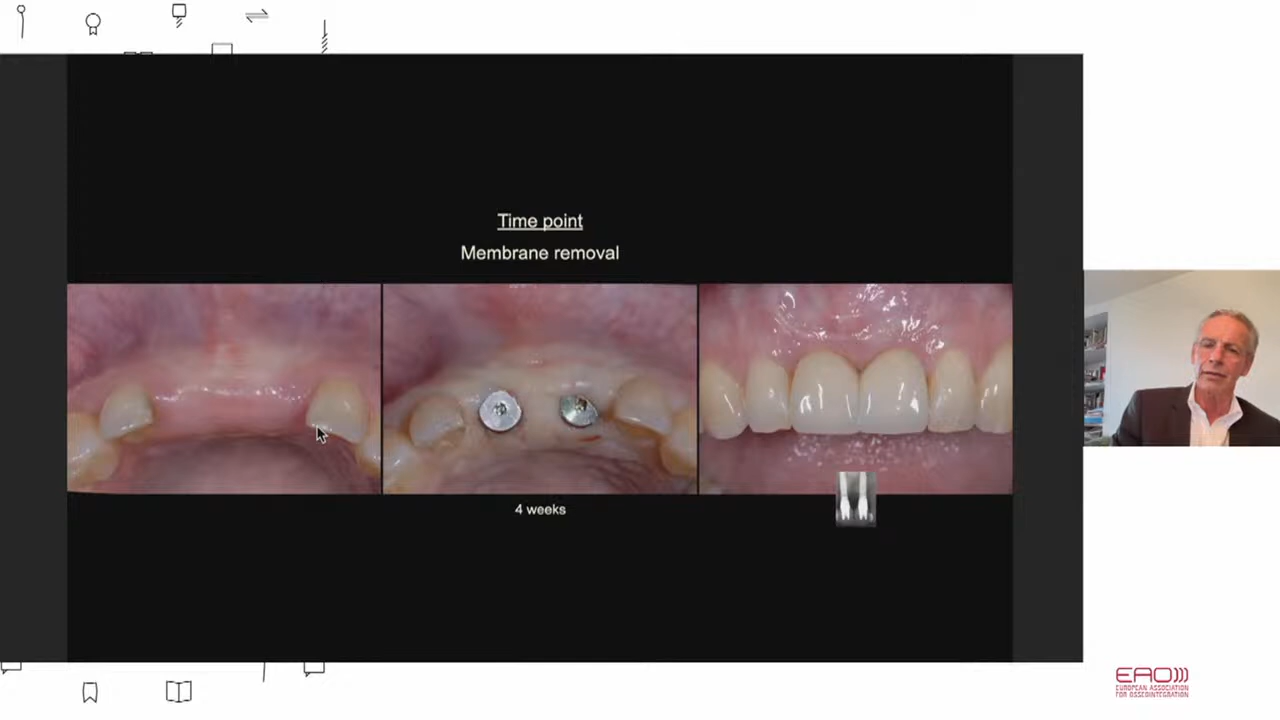 Time point
Membrane removal
4 weeks
EAO
EUROPEAN ASSOCIATION
FOR OSSEOINTEGRATION